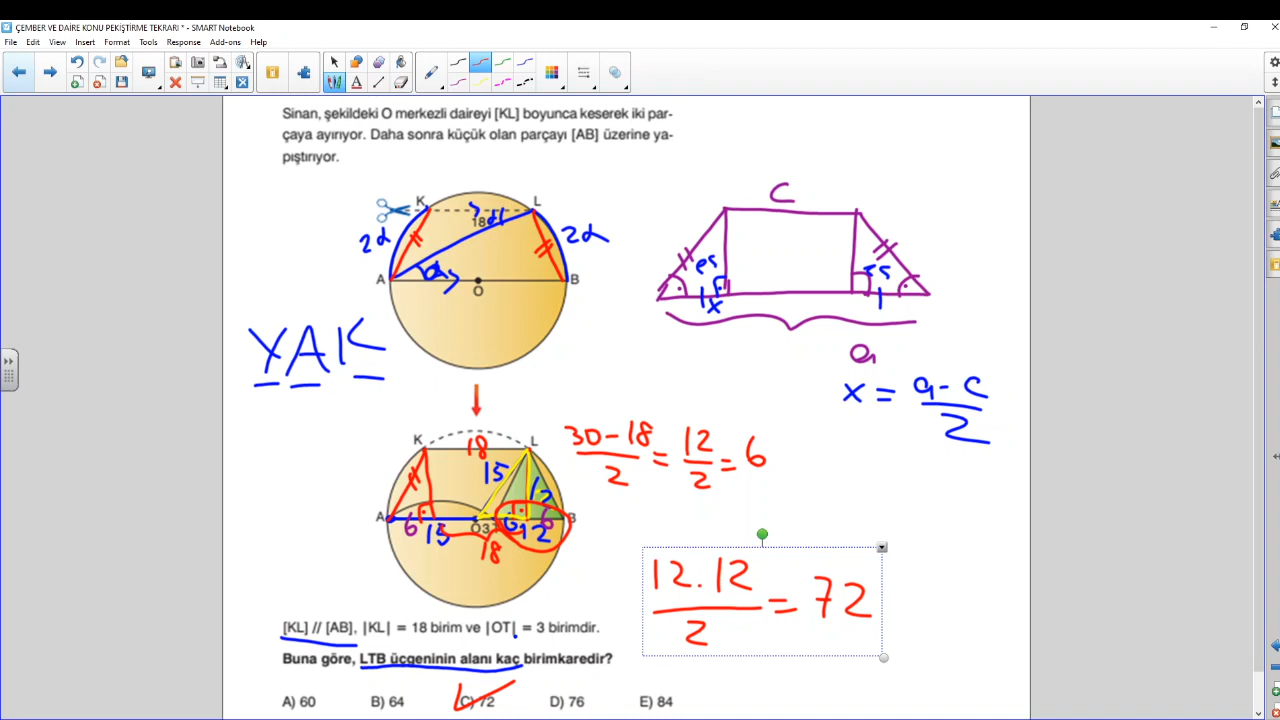 ÇEMBER VE DAİRE KONU PEKİŞTİRME TEKRARI * - SMART Notebook
File Edit View Insert Format Tools Response Add-ons Help
Sinan, şekildeki O merkezli daireyi [KL] boyunca keserek iki par-
çaya ayırıyor. Daha sonra küçük olan parçayı [AB] üzerine ya-
pıştırıyor.
K L
18 α
2α 2α
A α B
O
C
x
a
YAK
x = a - c / 2
K L
18
15
A B
6 15 O 3 6 12 6
18
30 - 18 / 2 = 12 / 2 = 6
12 . 12 / 2 = 72
[KL] // [AB], |KL| = 18 birim ve |OT| = 3 birimdir.
Buna göre, LTB üçgeninin alanı kaç birimkaredir?
A) 60 B) 64 C) 72 D) 76 E) 84